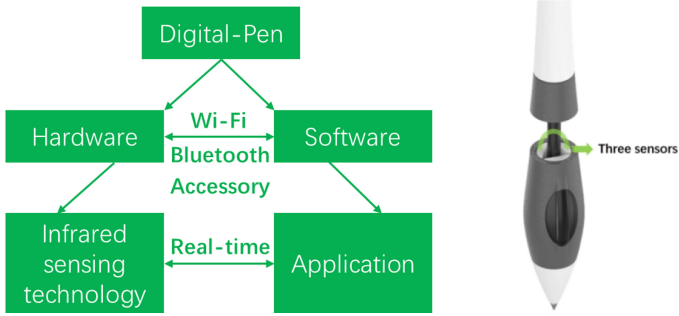 Digital-Pen
Hardware
Wi-Fi
Software
Bluetooth
Accessory
Three sensors
Infrared
sensing
technology
Real-time
Application